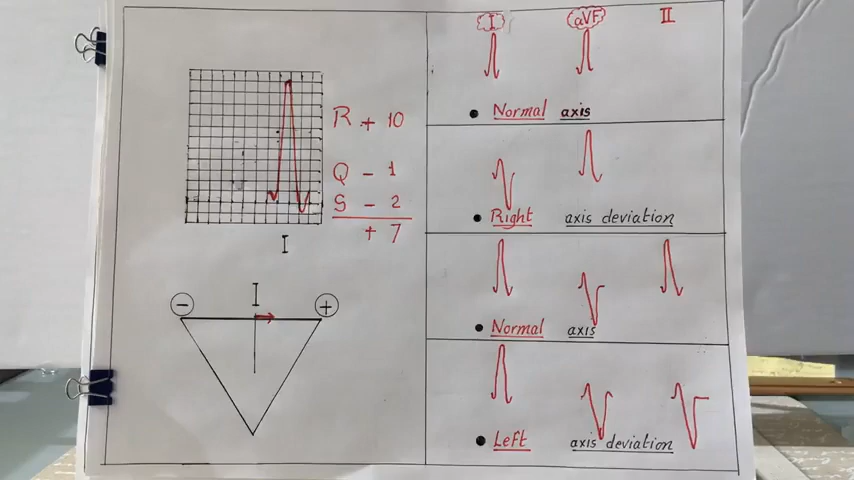 R + 10
Q - 1
S - 2
+ 7
I
I
- +
I aVF II
• Normal axis
• Right axis deviation
• Normal axis
• Left axis deviation